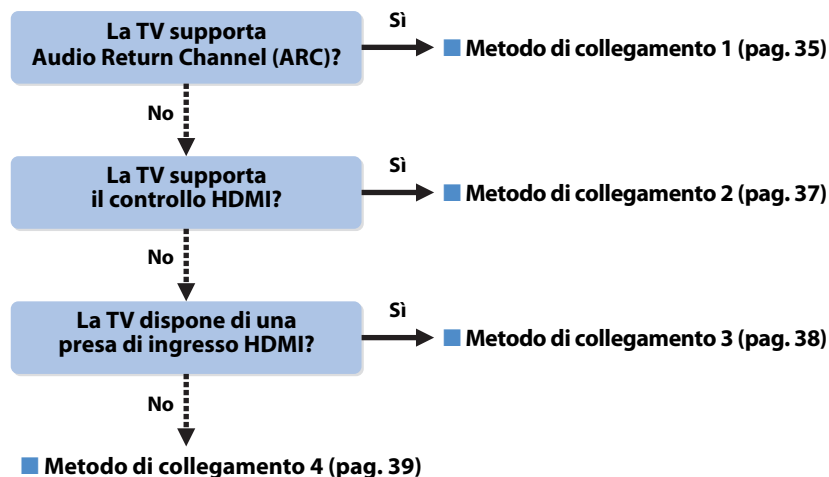 La TV supporta
Audio Return Channel (ARC)?
Sì
■ Metodo di collegamento 1 (pag. 35)
No
La TV supporta
il controllo HDMI?
Sì
■ Metodo di collegamento 2 (pag. 37)
No
La TV dispone di una
presa di ingresso HDMI?
Sì
■ Metodo di collegamento 3 (pag. 38)
No
■ Metodo di collegamento 4 (pag. 39)